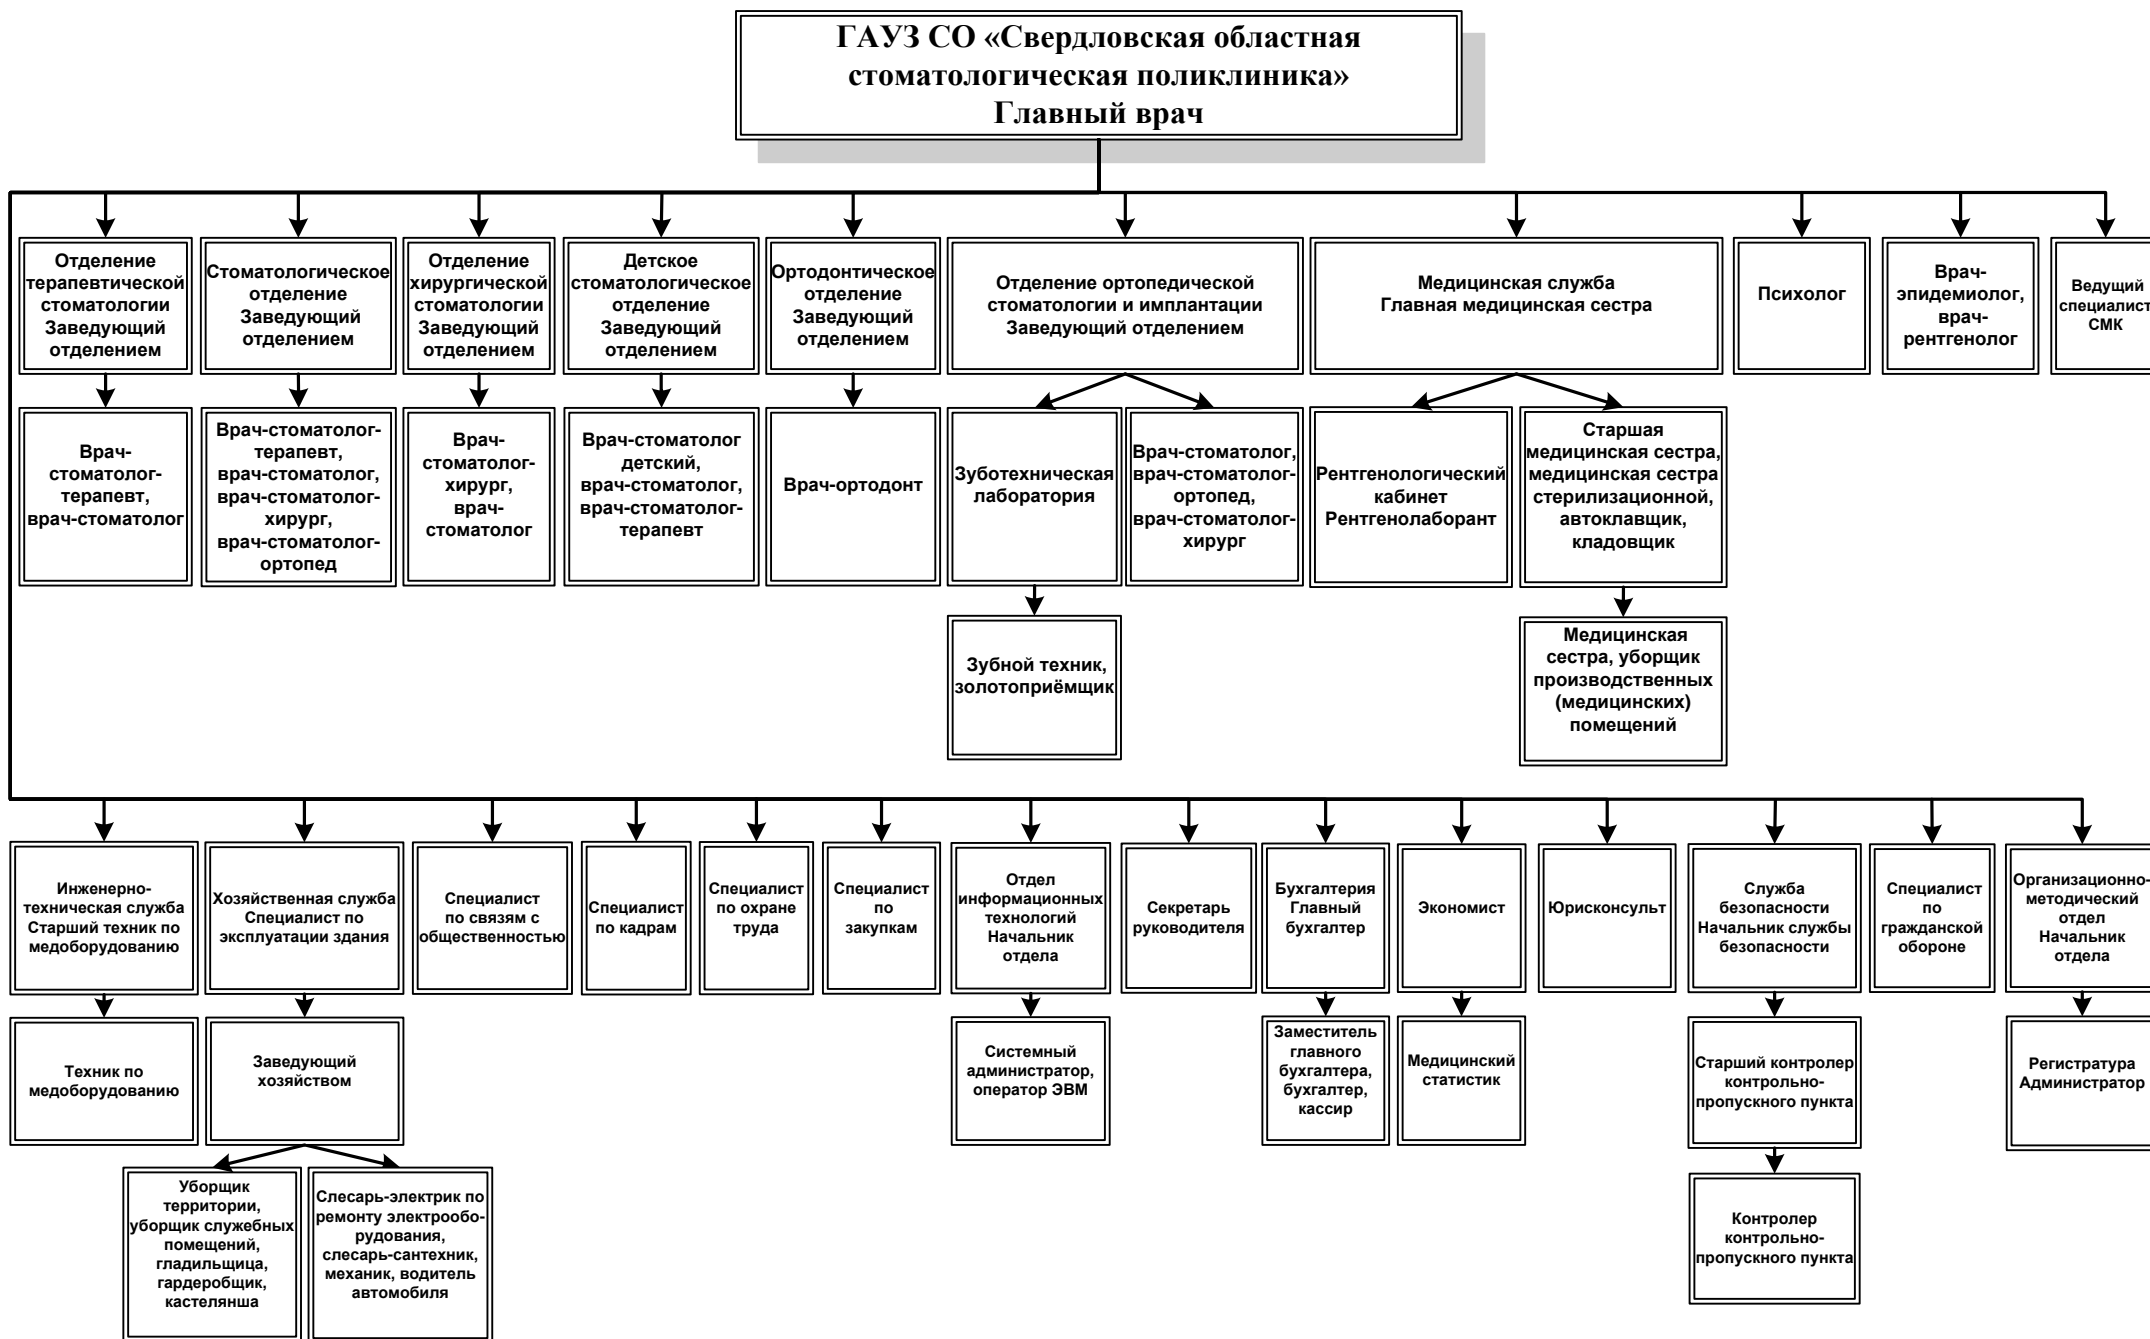 ГАУЗ СО «Свердловская областная
стоматологическая поликлиника»
Главный врач
Отделение
терапевтической
стоматологии
Заведующий
отделением
Стоматологическое
отделение
Заведующий
отделением
Отделение
хирургической
стоматологии
Заведующий
отделением
Детское
стоматологическое
отделение
Заведующий
отделением
Ортодонтическое
отделение
Заведующий
отделением
Отделение ортопедической
стоматологии и имплантации
Заведующий отделением
Медицинская служба
Главная медицинская сестра
Психолог
Врач-
эпидемиолог,
врач-
рентгенолог
Ведущий
специалист
СМК
Врач-
стоматолог-
терапевт,
врач-стоматолог
Врач-стоматолог-
терапевт,
врач-стоматолог,
врач-стоматолог-
хирург,
врач-стоматолог-
ортопед
Врач-
стоматолог-
хирург,
врач-
стоматолог
Врач-стоматолог
детский,
врач-стоматолог,
врач-стоматолог-
терапевт
Врач-ортодонт
Зуботехническая
лаборатория
Врач-стоматолог,
врач-стоматолог-
ортопед,
врач-стоматолог-
хирург
Рентгенологический
кабинет
Рентгенолаборант
Старшая
медицинская сестра,
медицинская сестра
стерилизационной,
автоклавщик,
кладовщик
Зубной техник,
золотоприёмщик
Медицинская
сестра, уборщик
производственных
(медицинских)
помещений
Инженерно-
техническая служба
Старший техник по
медоборудованию
Хозяйственная служба
Специалист по
эксплуатации здания
Специалист
по связям с
общественностью
Специалист
по кадрам
Специалист
по охране
труда
Специалист
по
закупкам
Отдел
информационных
технологий
Начальник
отдела
Секретарь
руководителя
Бухгалтерия
Главный
бухгалтер
Экономист
Юрисконсульт
Служба
безопасности
Начальник службы
безопасности
Специалист
по
гражданской
обороне
Организационно-
методический
отдел
Начальник
отдела
Техник по
медоборудованию
Заведующий
хозяйством
Системный
администратор,
оператор ЭВМ
Заместитель
главного
бухгалтера,
бухгалтер,
кассир
Медицинский
статистик
Старший контролер
контрольно-
пропускного пункта
Регистратура
Администратор
Уборщик
территории,
уборщик служебных
помещений,
гладильщица,
гардеробщик,
кастелянша
Слесарь-электрик по
ремонту электрообо-
рудования,
слесарь-сантехник,
механик, водитель
автомобиля
Контролер
контрольно-
пропускного пункта